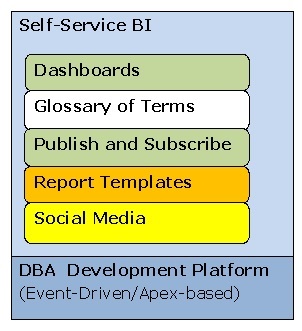 Self-Service BI
Dashboards
Glossary of Terms
Publish and Subscribe
Report Templates
Social Media
DBA Development Platform
(Event-Driven/Apex-based)